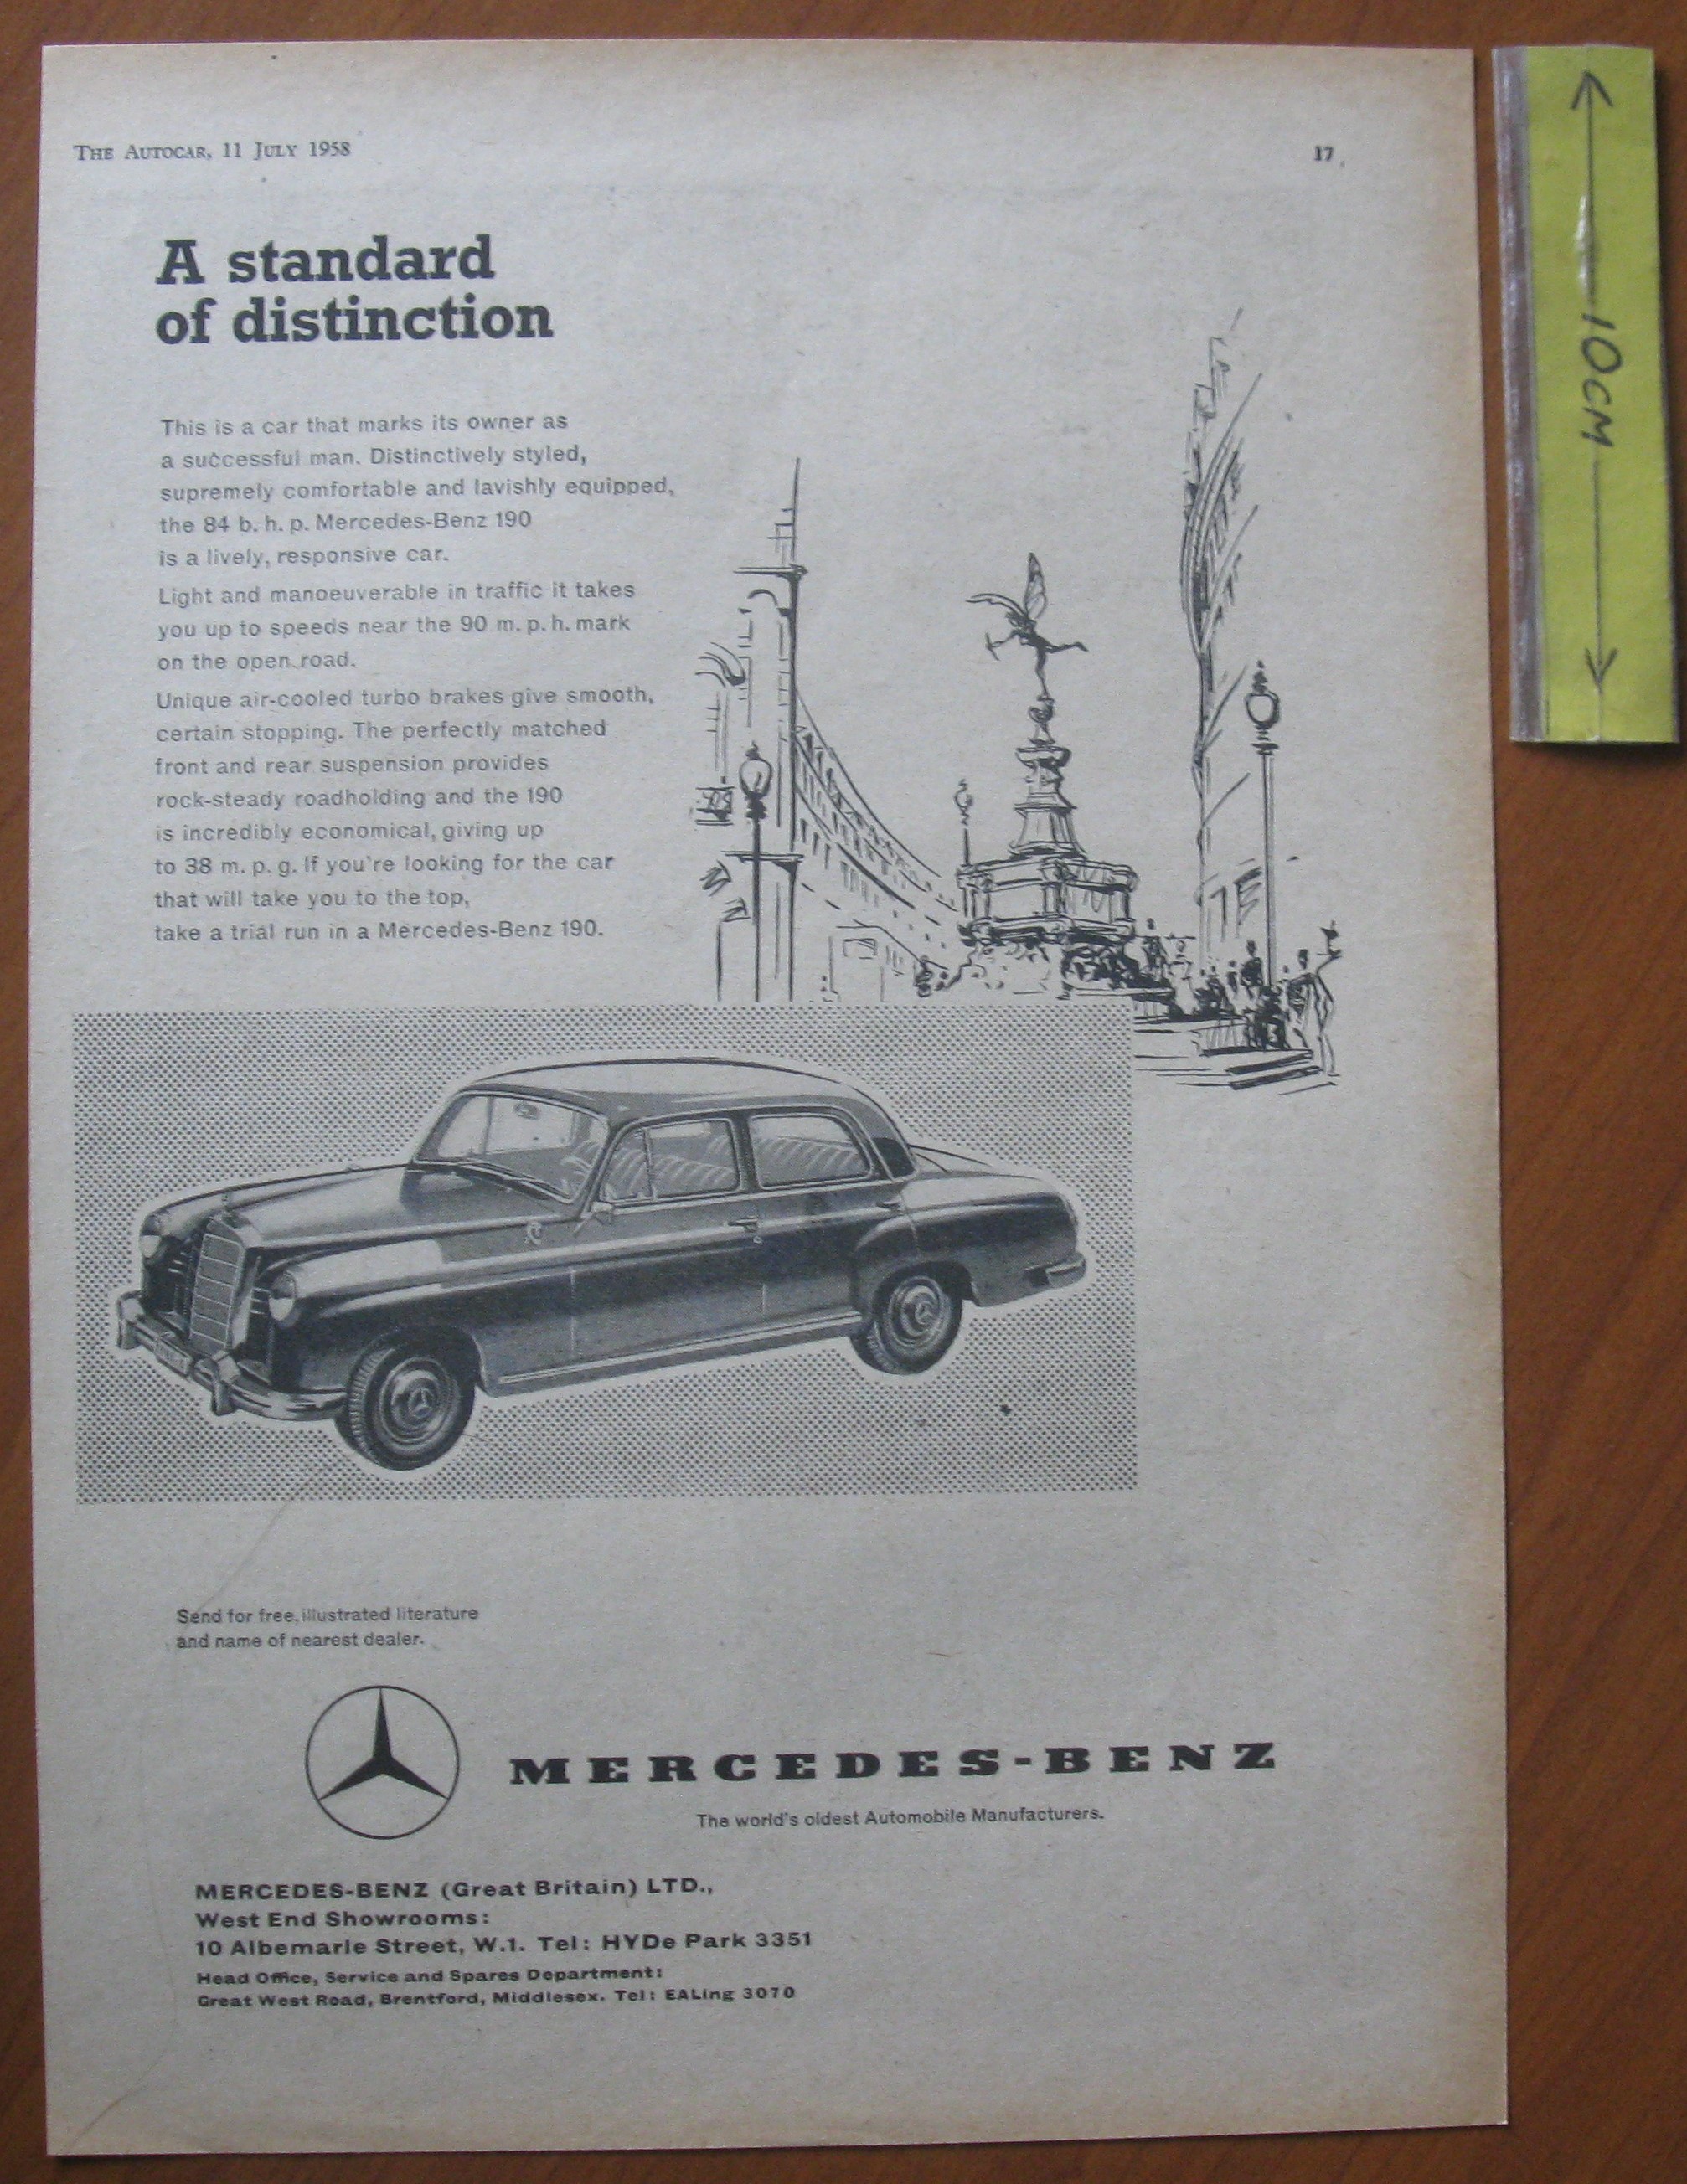 THE AUTOCAR, 11 JULY 1958
17
A standard
of distinction
This is a car that marks its owner as
a successful man. Distinctively styled,
supremely comfortable and lavishly equipped,
the 84 b. h. p. Mercedes-Benz 190
is a lively, responsive car.
Light and manoeuverable in traffic it takes
you up to speeds near the 90 m. p. h. mark
on the open road.
Unique air-cooled turbo brakes give smooth,
certain stopping. The perfectly matched
front and rear suspension provides
rock-steady roadholding and the 190
is incredibly economical, giving up
to 38 m. p. g. If you're looking for the car
that will take you to the top,
take a trial run in a Mercedes-Benz 190.
Send for free, illustrated literature
and name of nearest dealer.
MERCEDES-BENZ
The world's oldest Automobile Manufacturers.
MERCEDES-BENZ (Great Britain) LTD.,
West End Showrooms:
10 Albemarle Street, W.1. Tel: HYDe Park 3351
Head Office, Service and Spares Department:
Great West Road, Brentford, Middlesex. Tel: EALing 3070
10CM